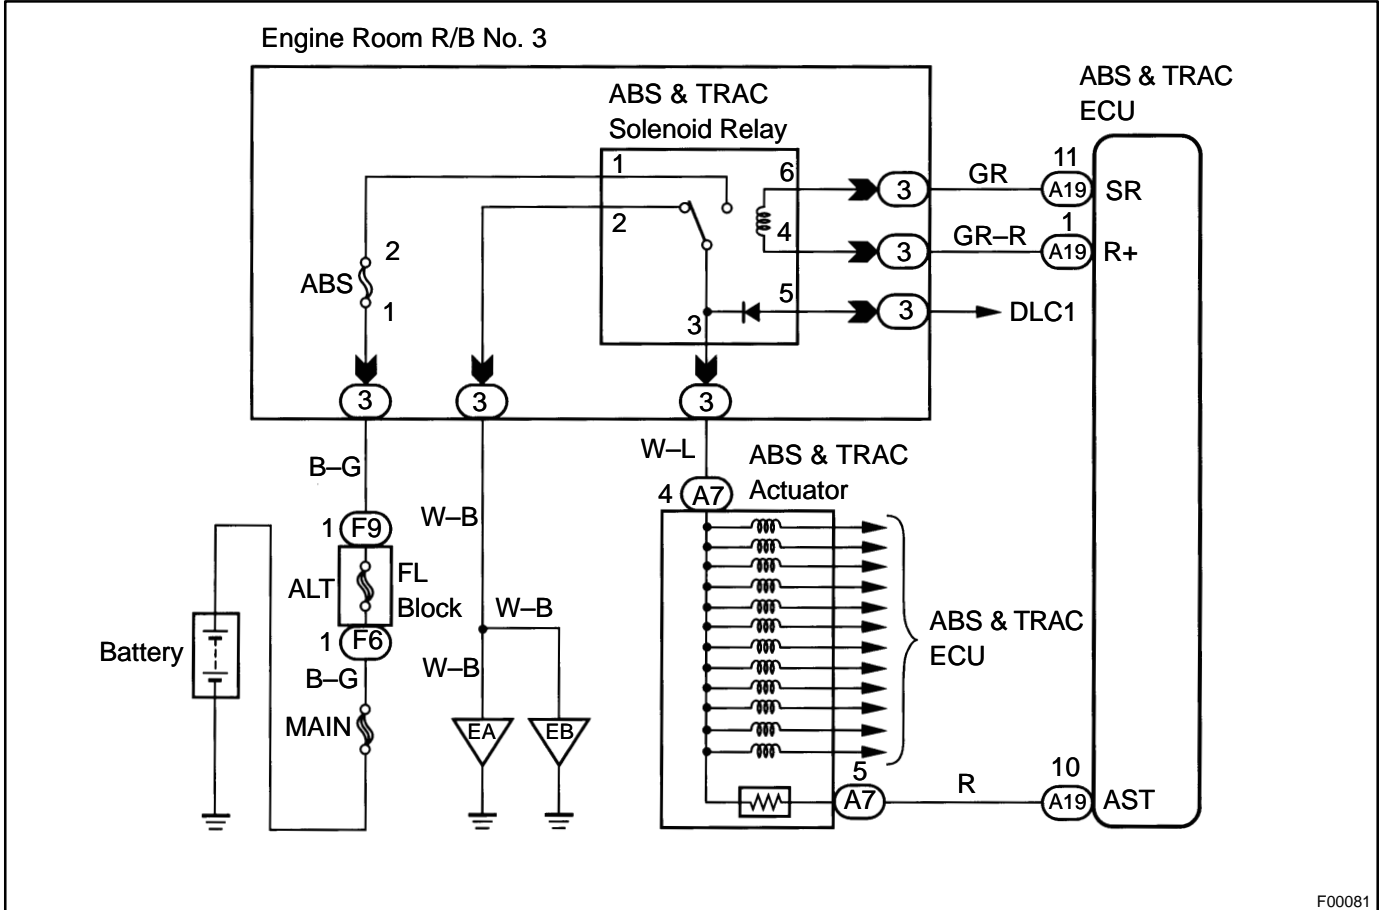 Engine Room R/B No. 3
ABS & TRAC
Solenoid Relay
ABS & TRAC
ECU
1
2
6
4
5
3
3
GR
11
A19
SR
3
GR–R
1
A19
R+
3
DLC1
2
ABS
1
3
3
3
B–G
W–B
W–L
ABS & TRAC
Actuator
4
A7
1
F9
ALT
FL
Block
1
F6
B–G
MAIN
Battery
W–B
W–B
EA
EB
ABS & TRAC
ECU
5
A7
R
10
A19
AST
F00081